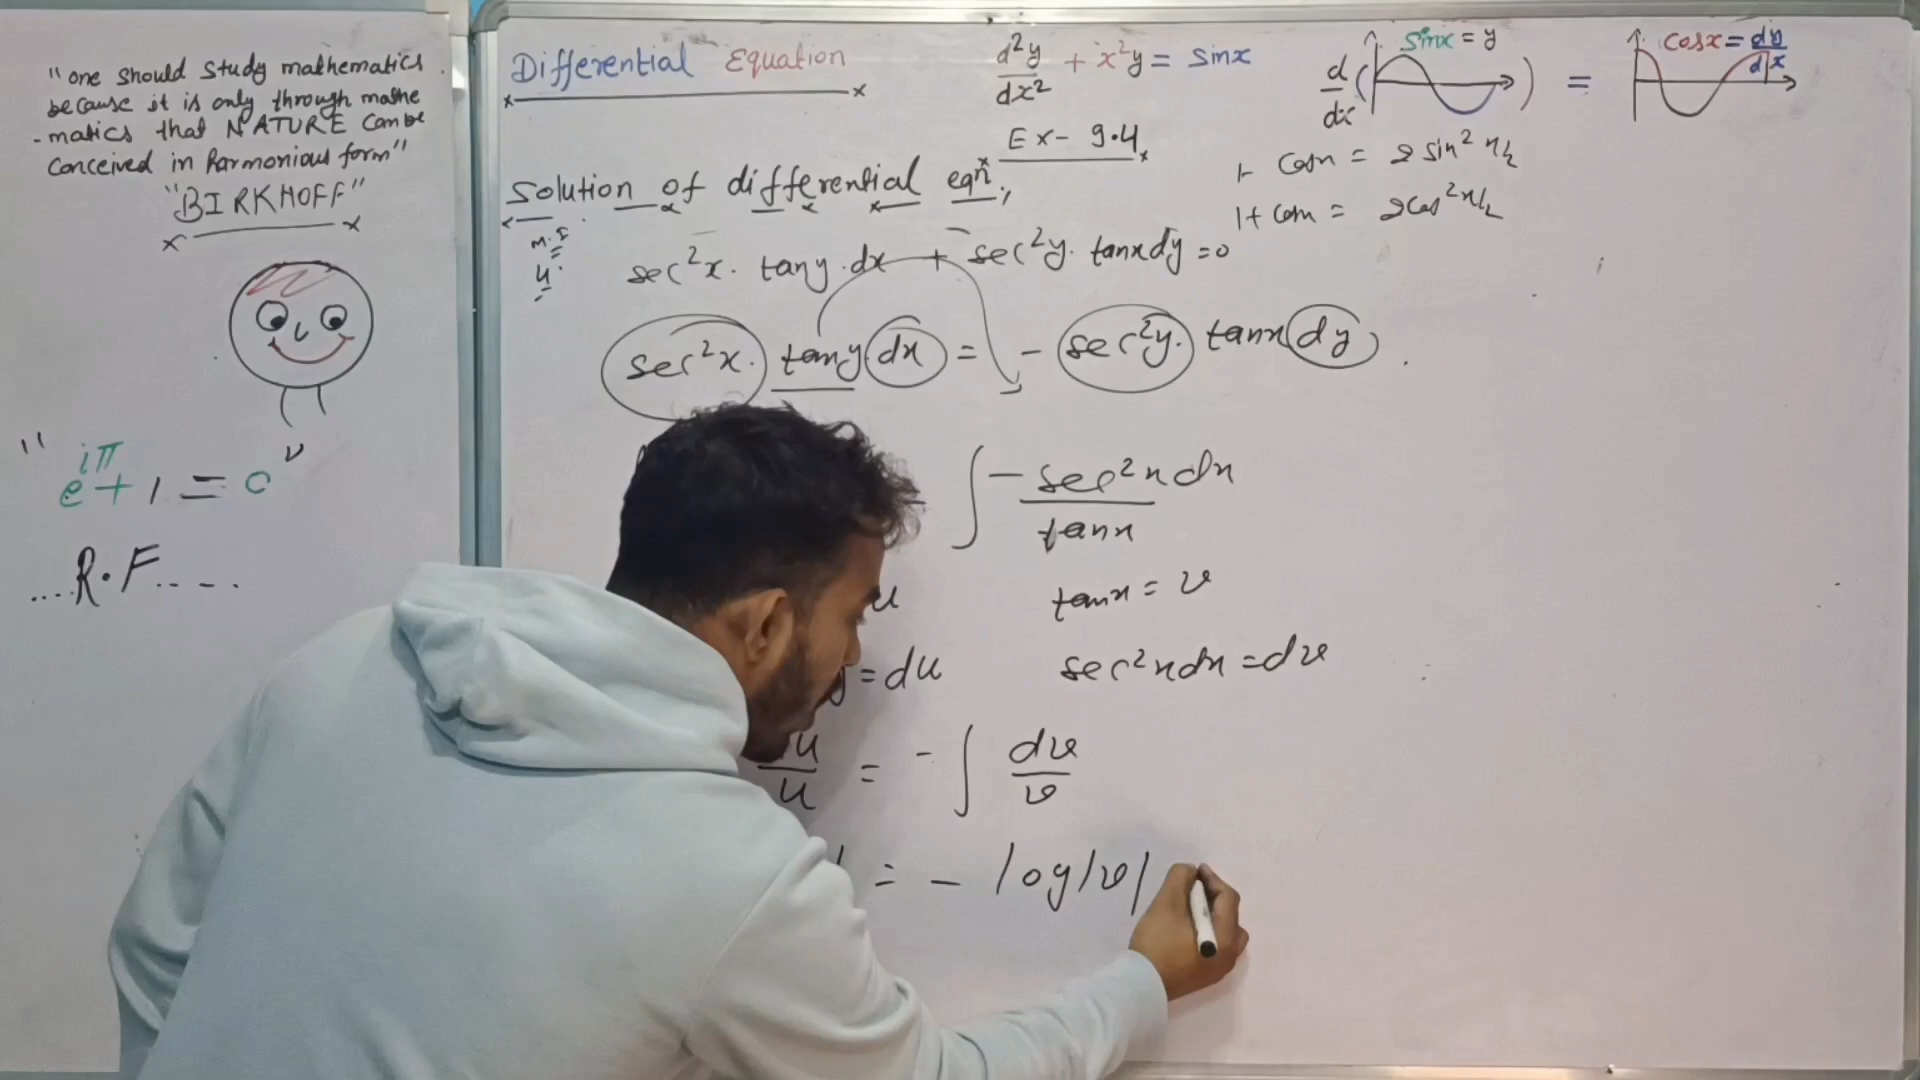 "one should study mathematics
because it is only through mathe
-matics that NATURE can be
conceived in harmonious form"
"BIRKHOFF"
"e^{iπ} + 1 = 0"
....R.F....
Differential Equation
d²y/dx² + x²y = sinx
Ex- 9.4
d/dx ( sinx = y ) = cosx = dy/dx
1- cosx = 2 sin² x/2
1+ cosx = 2cos² x/2
Solution of differential eqn.,
M.I
4.
sec²x. tany.dx + sec²y. tanxdy = 0
sec²x. tany dx = - sec²y. tanx dy
∫ - sec²x dx / tanx
u
tanx = v
= du
sec²x dx = dv
u/u = - ∫ dv/v
= - log|v|